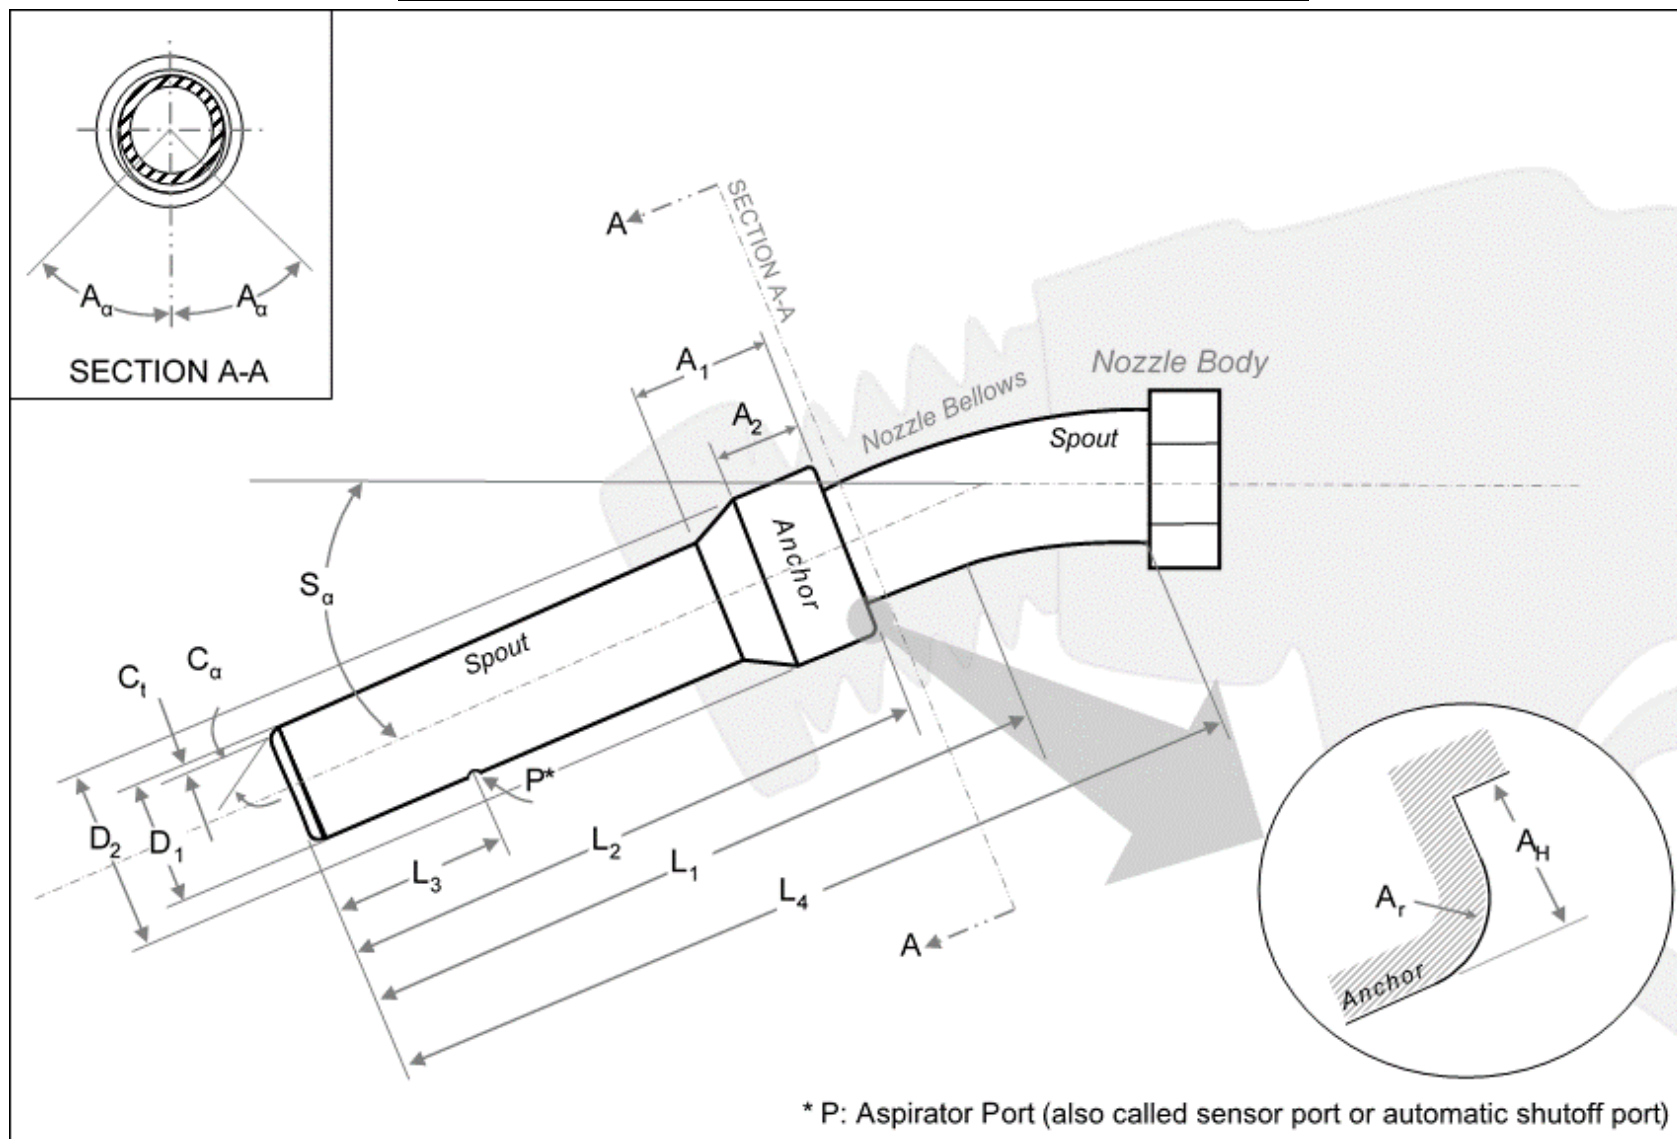 Aα
Aα
SECTION A-A
A
SECTION A-A
A1
A2
Nozzle Bellows
Nozzle Body
Spout
Anchor
Sα
Spout
Ct
Cα
P*
D2
D1
L3
L2
L1
L4
A
AH
Ar
Anchor
* P: Aspirator Port (also called sensor port or automatic shutoff port)